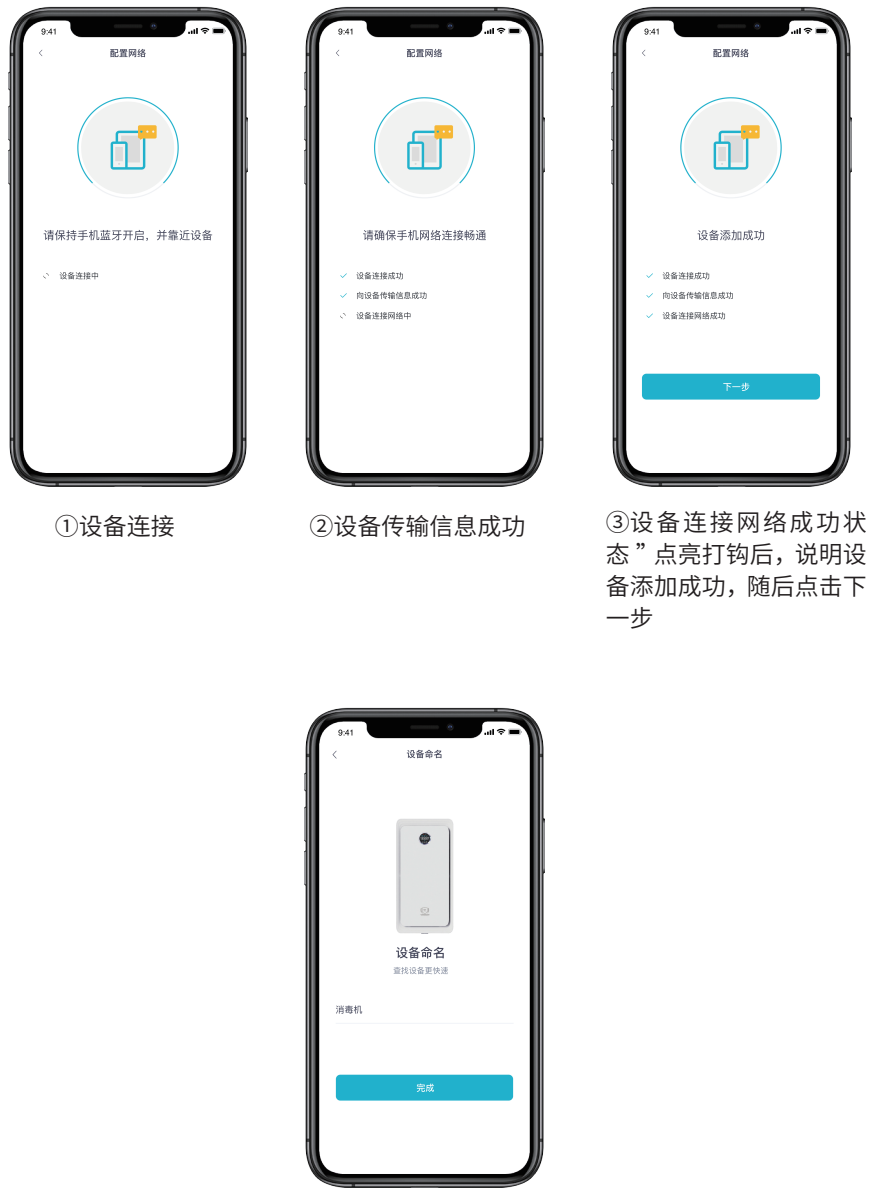 9:41
配置网络
请保持手机蓝牙开启，并靠近设备
设备连接中
①设备连接
9:41
配置网络
请确保手机网络连接畅通
设备连接成功
向设备传输信息成功
设备连接网络中
②设备传输信息成功
9:41
配置网络
设备添加成功
设备连接成功
向设备传输信息成功
设备连接网络成功
下一步
③设备连接网络成功状
态”点亮打钩后，说明设
备添加成功，随后点击下
一步
9:41
设备命名
设备命名
查找设备更快速
消毒机
完成